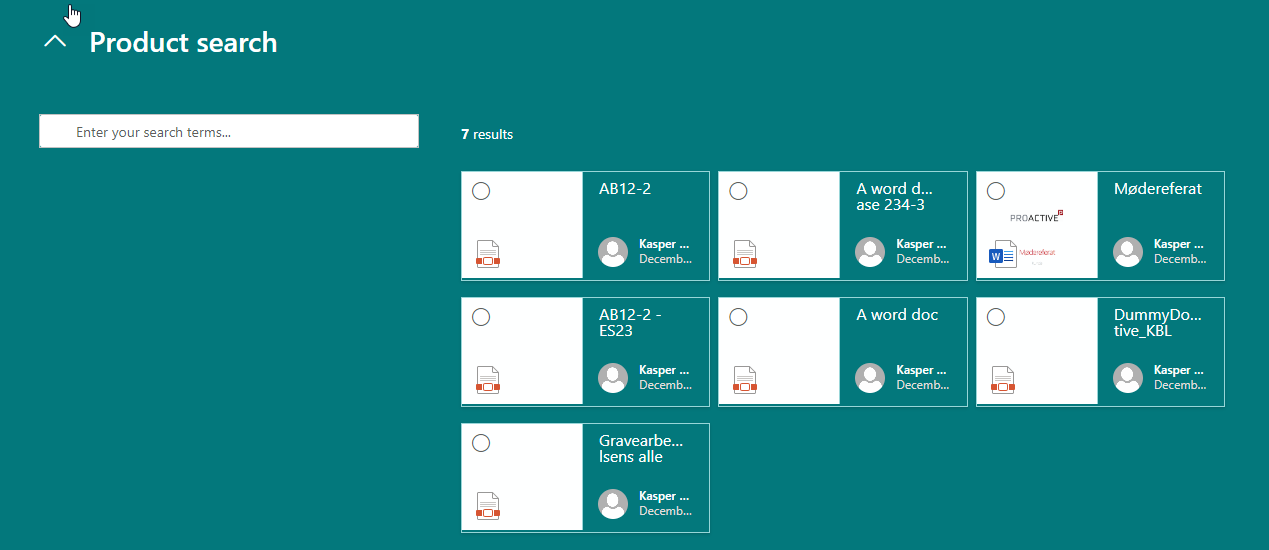 Product search
Enter your search terms...
7 results
AB12-2
Kasper ...
Decemb...
A word d...
ase 234-3
Kasper ...
Decemb...
PROACTIVE
W
Mødereferat
Mødereferat
Kasper ...
Decemb...
AB12-2 -
ES23
Kasper ...
Decemb...
A word doc
Kasper ...
Decemb...
DummyDo...
tive_KBL
Kasper ...
Decemb...
Gravearbe...
lsens alle
Kasper ...
Decemb...